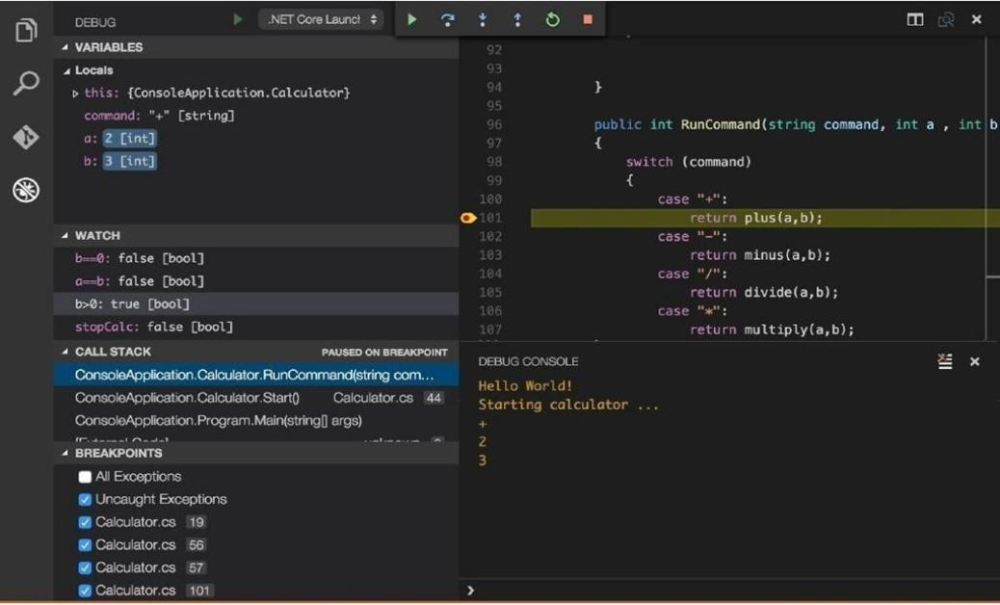 DEBUG
.NET Core Launch
VARIABLES
Locals
this: {ConsoleApplication.Calculator}
command: "+" [string]
a: 2 [int]
b: 3 [int]
WATCH
b==0: false [bool]
a==b: false [bool]
b>0: true [bool]
stopCalc: false [bool]
CALL STACK PAUSED ON BREAKPOINT
ConsoleApplication.Calculator.RunCommand(string com...
ConsoleApplication.Calculator.Start() Calculator.cs 44
ConsoleApplication.Program.Main(string[] args)
BREAKPOINTS
All Exceptions
Uncaught Exceptions
Calculator.cs 19
Calculator.cs 56
Calculator.cs 57
Calculator.cs 101
92
93
94 }
95
96 public int RunCommand(string command, int a , int b
97 {
98 switch (command)
99 {
100 case "+":
101 return plus(a,b);
102 case "-":
103 return minus(a,b);
104 case "/":
105 return divide(a,b);
106 case "*":
107 return multiply(a,b);
DEBUG CONSOLE
Hello World!
Starting calculator ...
+
2
3